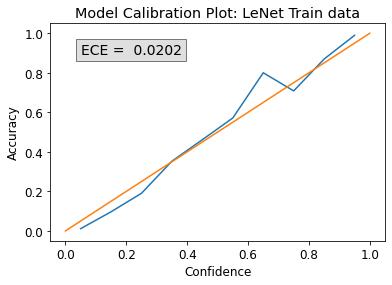 Model Calibration Plot: LeNet Train data
ECE =  0.0202
Accuracy
1.0
0.8
0.6
0.4
0.2
0.0
0.0 0.2 0.4 0.6 0.8 1.0
Confidence